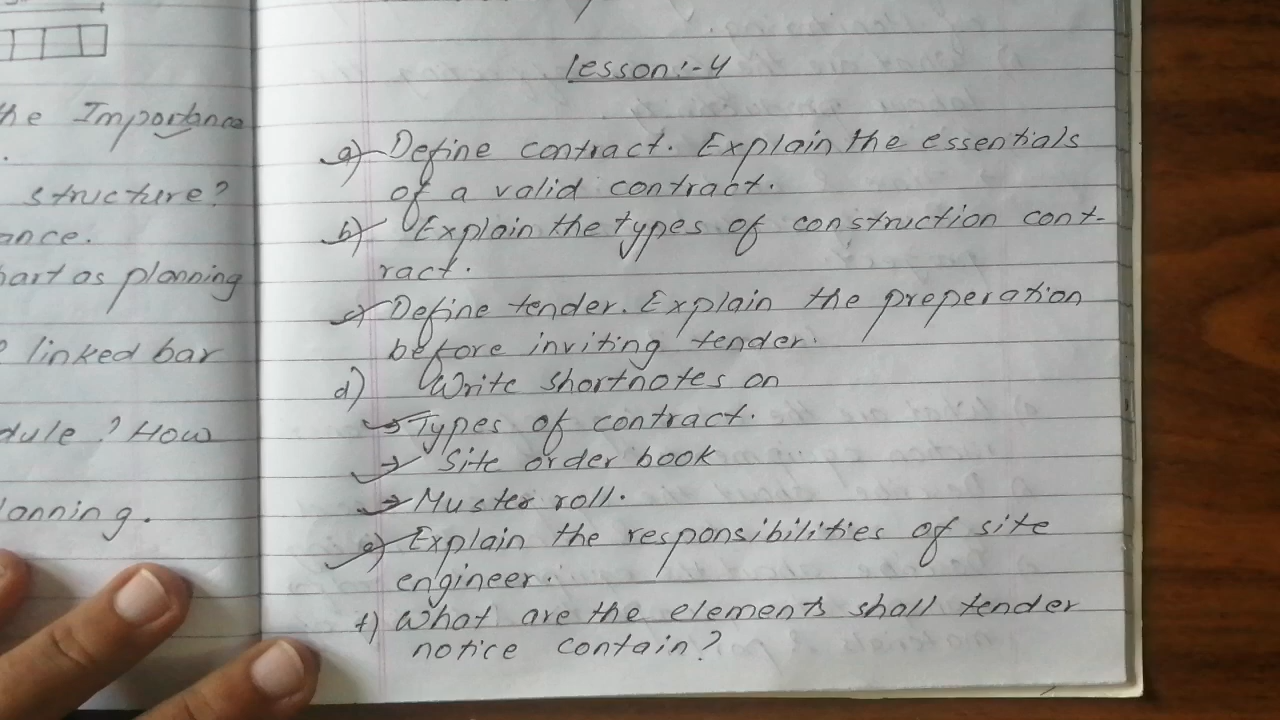 the Importance
.
structure?
ance.
hart as planning
linked bar
dule? How
lanning.
Lesson:-4
a) Define contract. Explain the essentials
of a valid contract.
b) Explain the types of construction cont-
ract.
c) Define tender. Explain the preperation
before inviting tender.
d) Write shortnotes on
→ Types of contract.
→ Site order book
→ Muster roll.
e) Explain the responsibilities of site
engineer.
f) What are the elements shall tender
notice contain?